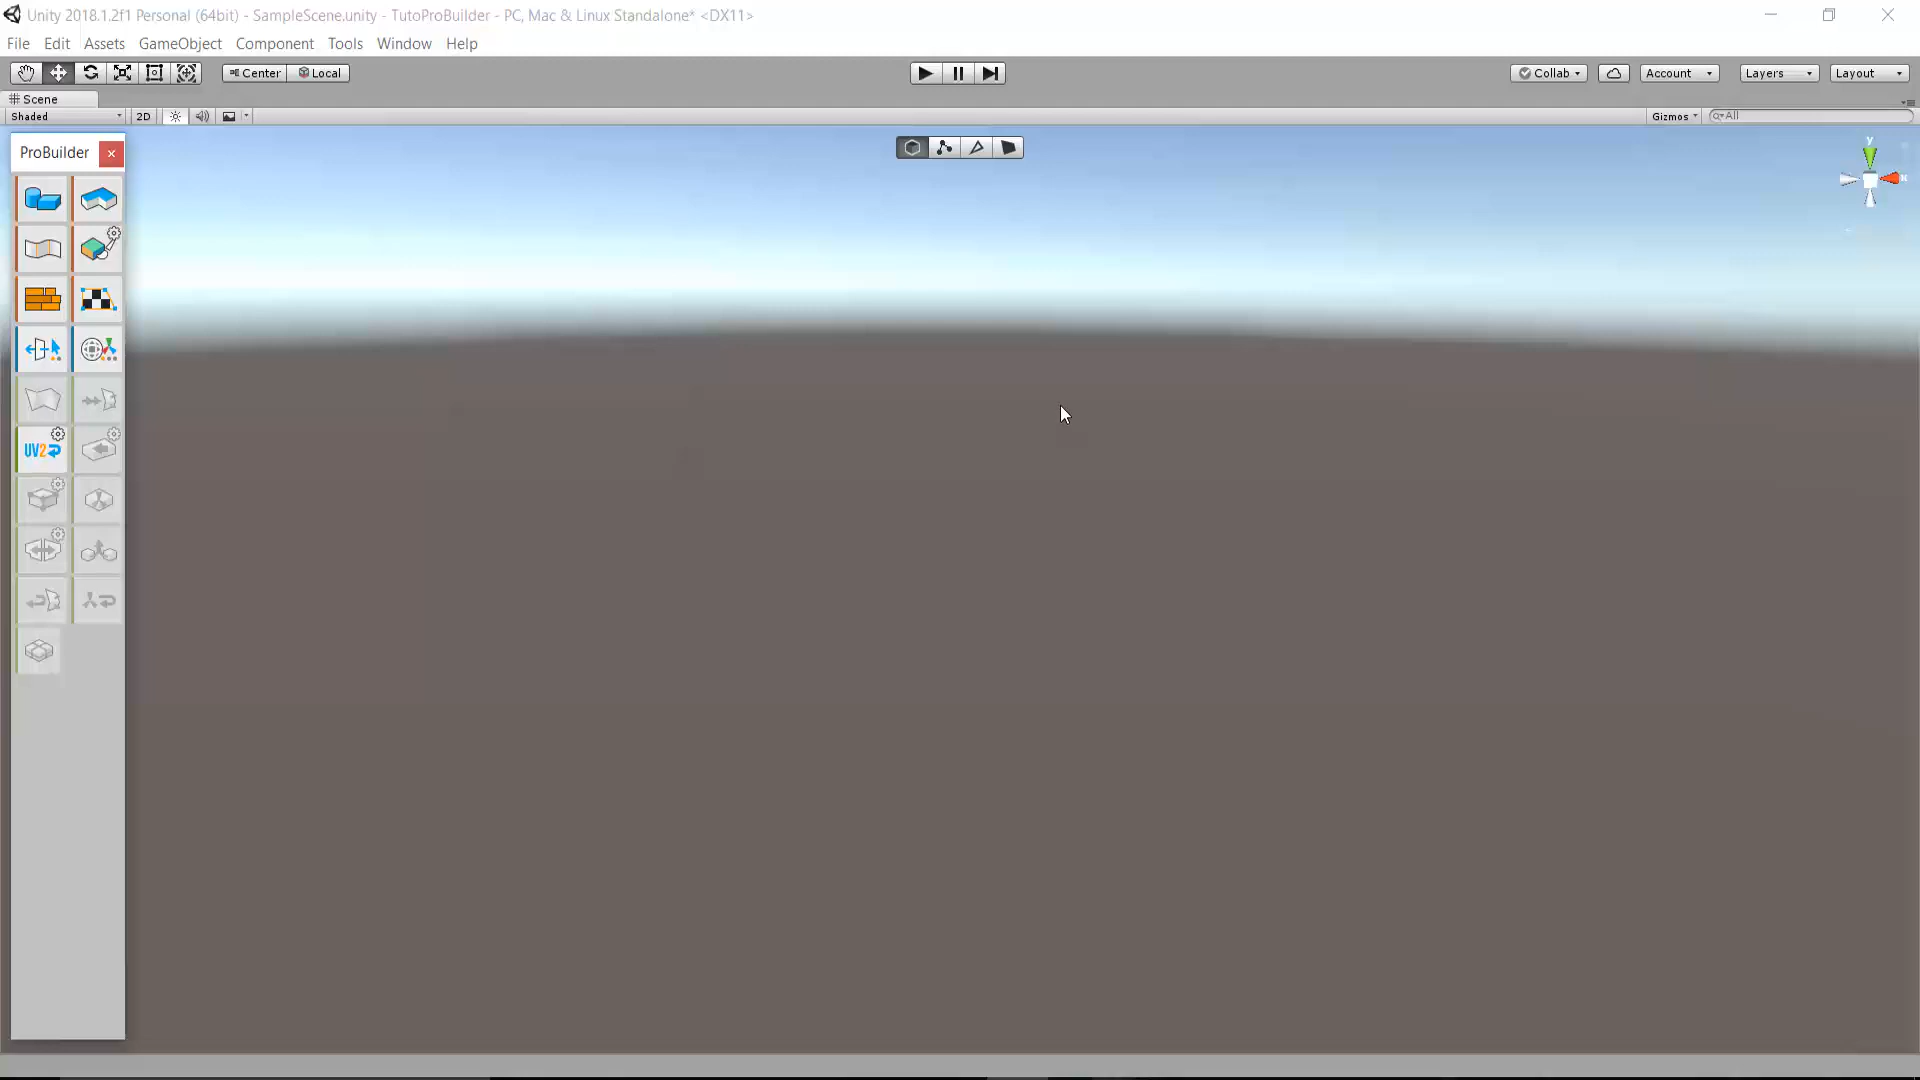 Unity 2018.1.2f1 Personal (64bit) - SampleScene.unity - TutoProBuilder - PC, Mac & Linux Standalone* <DX11>
File Edit Assets GameObject Component Tools Window Help
Center Local Collab Account Layers Layout
Scene
Shaded 2D Gizmos All
y
ProBuilder
x
UV2